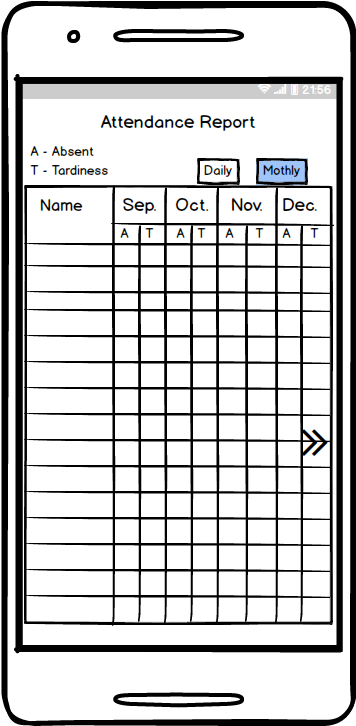 21:56
Attendance Report
A - Absent
T - Tardiness
Daily Mothly
Name Sep. Oct. Nov. Dec.
A T A T A T A T